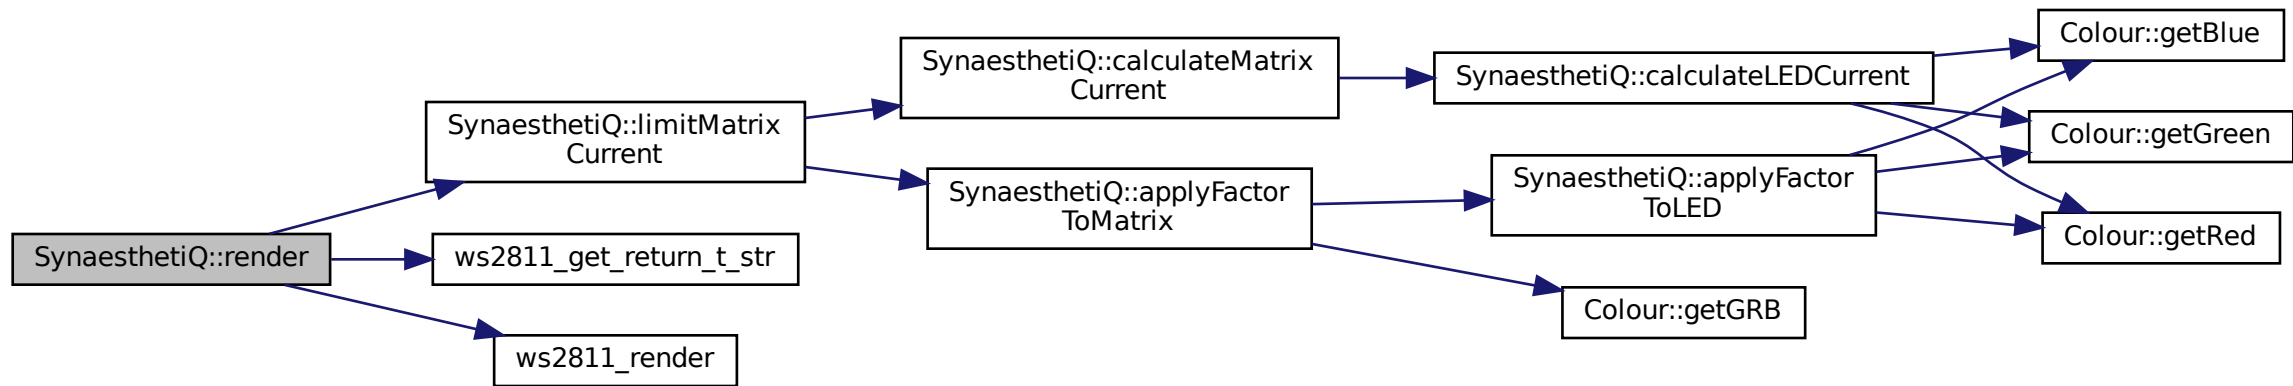 SynaesthetiQ::render
SynaesthetiQ::limitMatrix
Current
ws2811_get_return_t_str
ws2811_render
SynaesthetiQ::calculateMatrix
Current
SynaesthetiQ::applyFactor
ToMatrix
SynaesthetiQ::calculateLEDCurrent
SynaesthetiQ::applyFactor
ToLED
Colour::getGRB
Colour::getBlue
Colour::getGreen
Colour::getRed